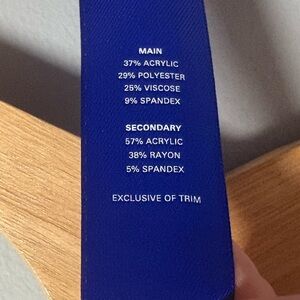 MAIN
37% ACRYLIC
29% POLYESTER
25% VISCOSE
9% SPANDEX
SECONDARY
57% ACRYLIC
38% RAYON
5% SPANDEX
EXCLUSIVE OF TRIM